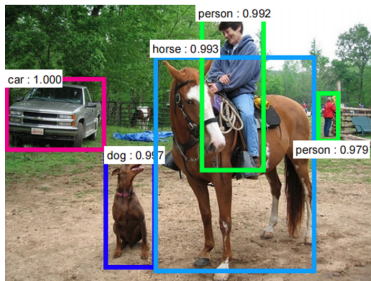 person : 0.992
horse : 0.993
car : 1.000
dog : 0.997
person : 0.979